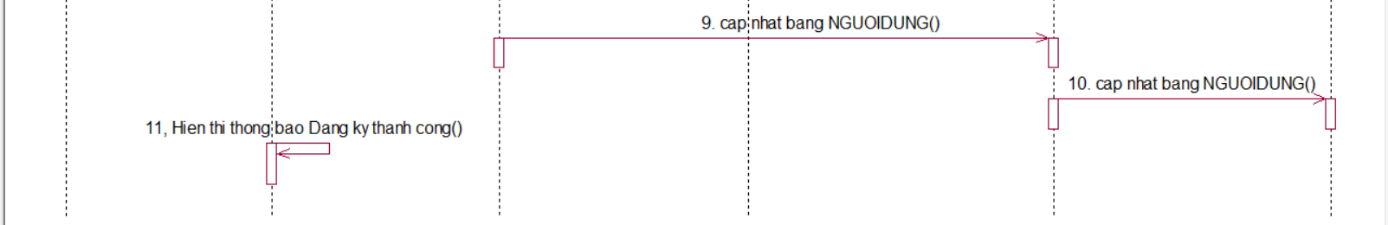 9. cap nhat bang NGUOIDUNG()
10. cap nhat bang NGUOIDUNG()
11, Hien thi thong bao Dang ky thanh cong()